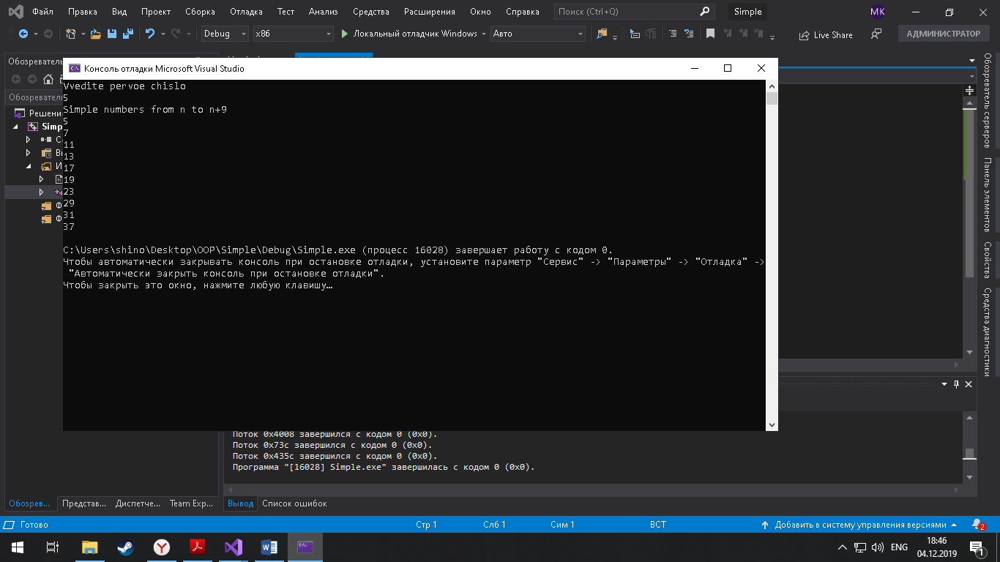 Файл Правка Вид Проект Сборка Отладка Тест Анализ Средства Расширения Окно Справка Поиск (Ctrl+Q) Simple MK
Debug x86 Локальный отладчик Windows Авто Live Share АДМИНИСТРАТОР
Обозреватель
Консоль отладки Microsoft Visual Studio
Vvedite pervoe chislo
5
Simple numbers from n to n+9
5
7
11
13
17
19
23
29
31
37
C:\Users\shino\Desktop\OOP\Simple\Debug\Simple.exe (процесс 16028) завершает работу с кодом 0.
Чтобы автоматически закрывать консоль при остановке отладки, установите параметр "Сервис" -> "Параметры" -> "Отладка" ->
"Автоматически закрыть консоль при остановке отладки".
Чтобы закрыть это окно, нажмите любую клавишу…
Обозреватель серверов
Панель элементов
Свойства
Средства диагностики
Поток 0x4008 завершился с кодом 0 (0x0).
Поток 0x73c завершился с кодом 0 (0x0).
Поток 0x435c завершился с кодом 0 (0x0).
Программа "[16028] Simple.exe" завершилась с кодом 0 (0x0).
Обозрев... Представ... Диспетче... Team Exp... Вывод Список ошибок
Готово Стр 1 Слб 1 Сим 1 ВСТ Добавить в систему управления версиями 2
ENG 18:46
04.12.2019 1